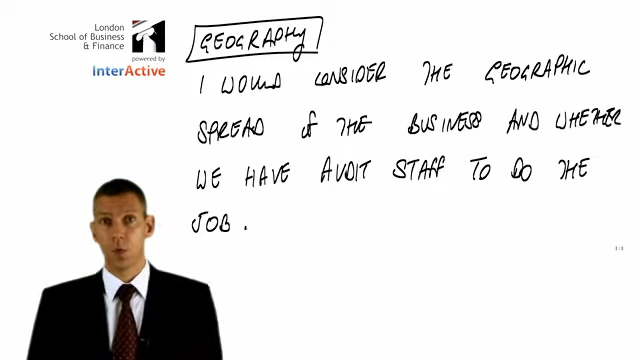 London
School of Business
& Finance
powered by
InterActive
GEOGRAPHY
I WOULD CONSIDER THE GEOGRAPHIC
SPREAD OF THE BUSINESS AND WHETHER
WE HAVE AUDIT STAFF TO DO THE
JOB.